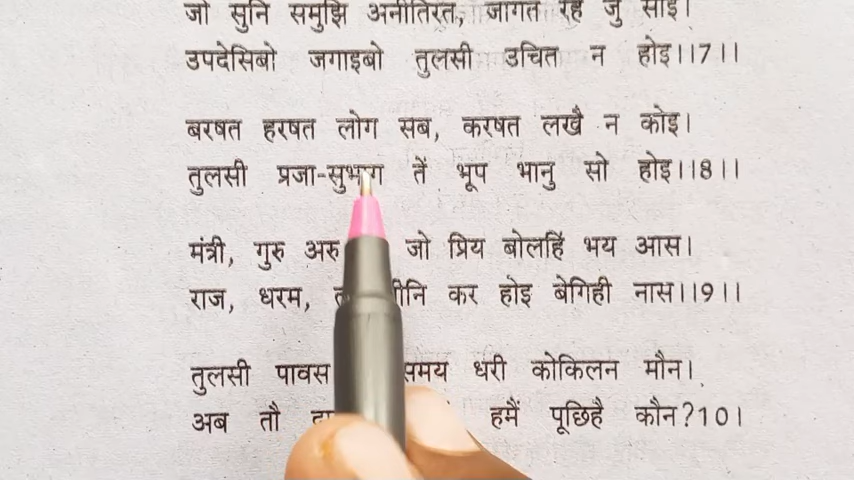 जो सुनि समुझि अनीतिरत, जागत रहै जु सोइ।
उपदेसिबो जगाइबो तुलसी उचित न होइ।।7।।
बरषत हरषत लोग सब, करषत लखै न कोइ।
तुलसी प्रजा-सुभाग तें भूप भानु सो होइ।।8।।
मंत्री, गुरु अरु जो प्रिय बोलहिं भय आस।
राज, धरम, कर होइ बेगिही नास।।9।।
तुलसी पावस समय धरी कोकिलन मौन।
अब तौ हमैं पूछिहै कौन?10।